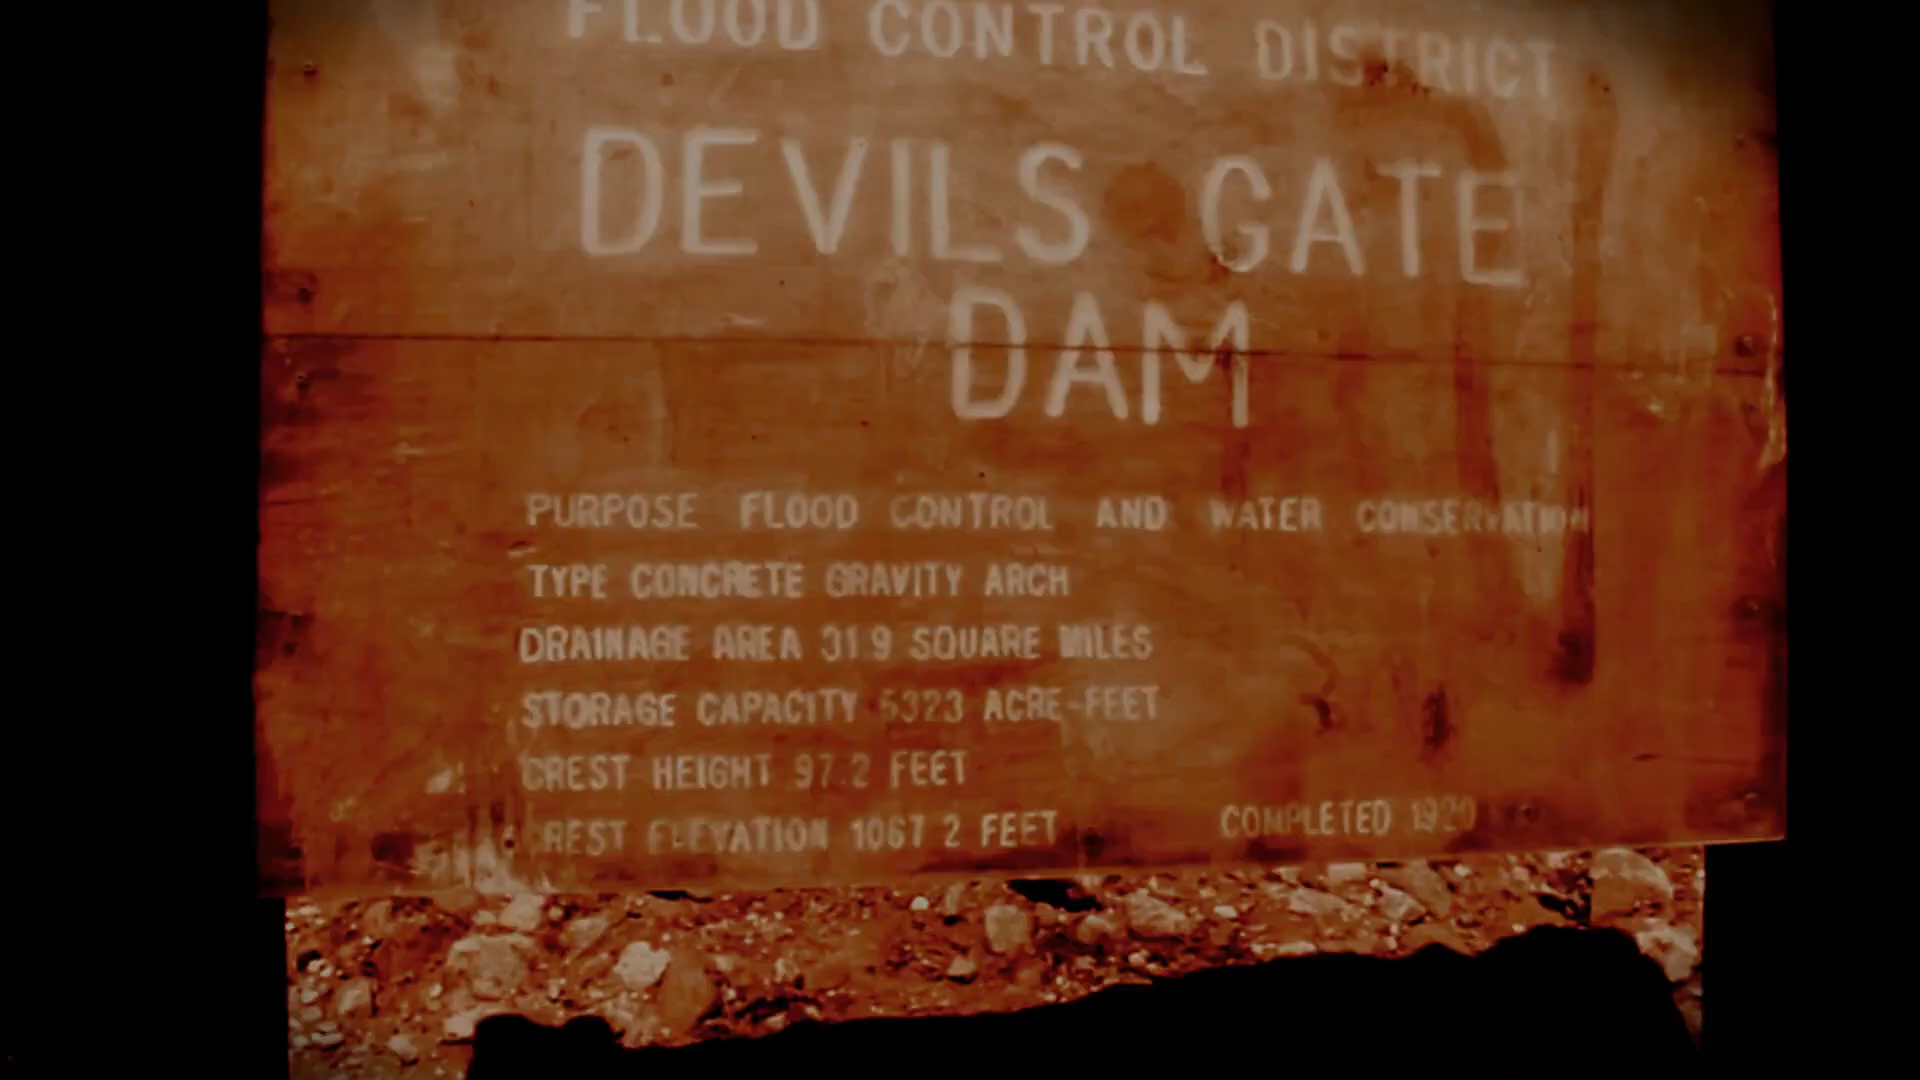 FLOOD CONTROL DISTRICT
DEVILS GATE
DAM
PURPOSE FLOOD CONTROL AND WATER CONSERVATION
TYPE CONCRETE GRAVITY ARCH
DRAINAGE AREA 31 9 SQUARE MILES
STORAGE CAPACITY 5323 ACRE-FEET
CREST HEIGHT 97.2 FEET
CREST ELEVATION 1067 2 FEET COMPLETED 1920